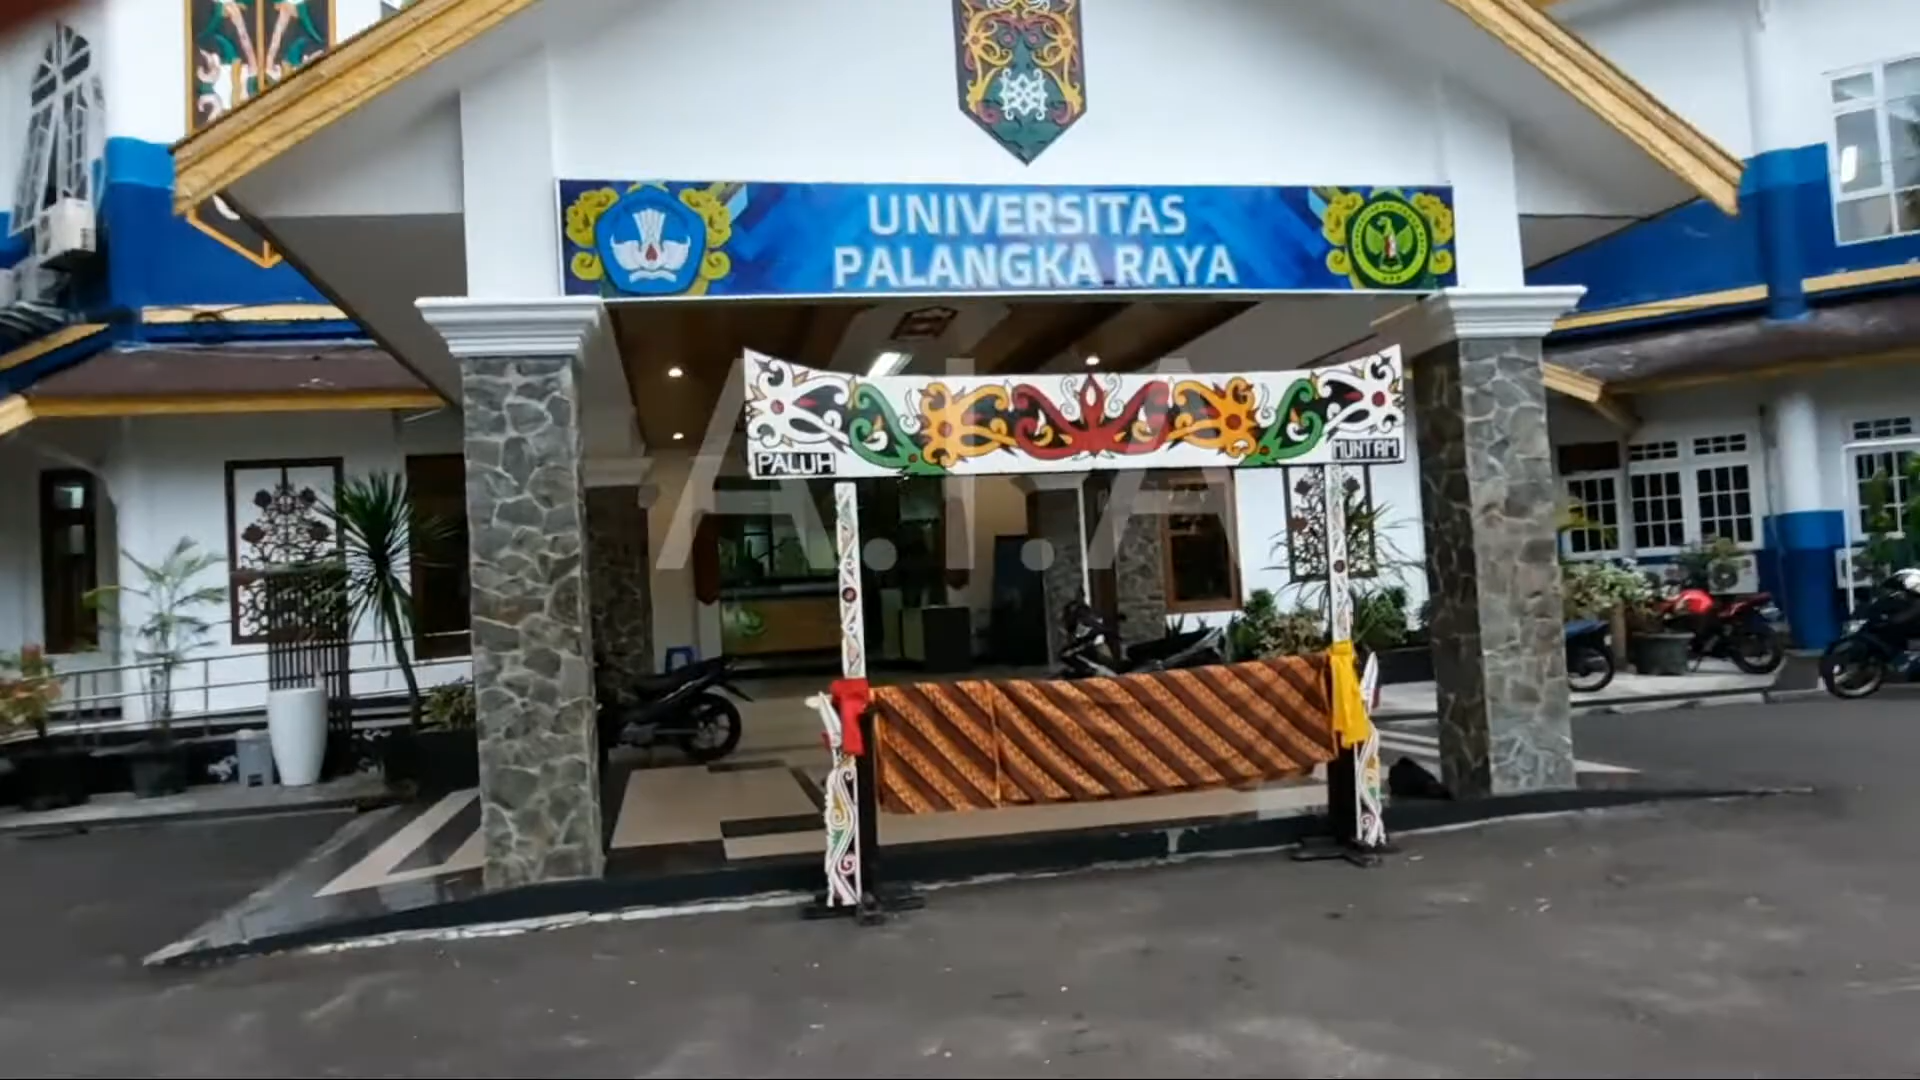 UNIVERSITAS
PALANGKA RAYA
PALUH
MUNTAM
A.I.A